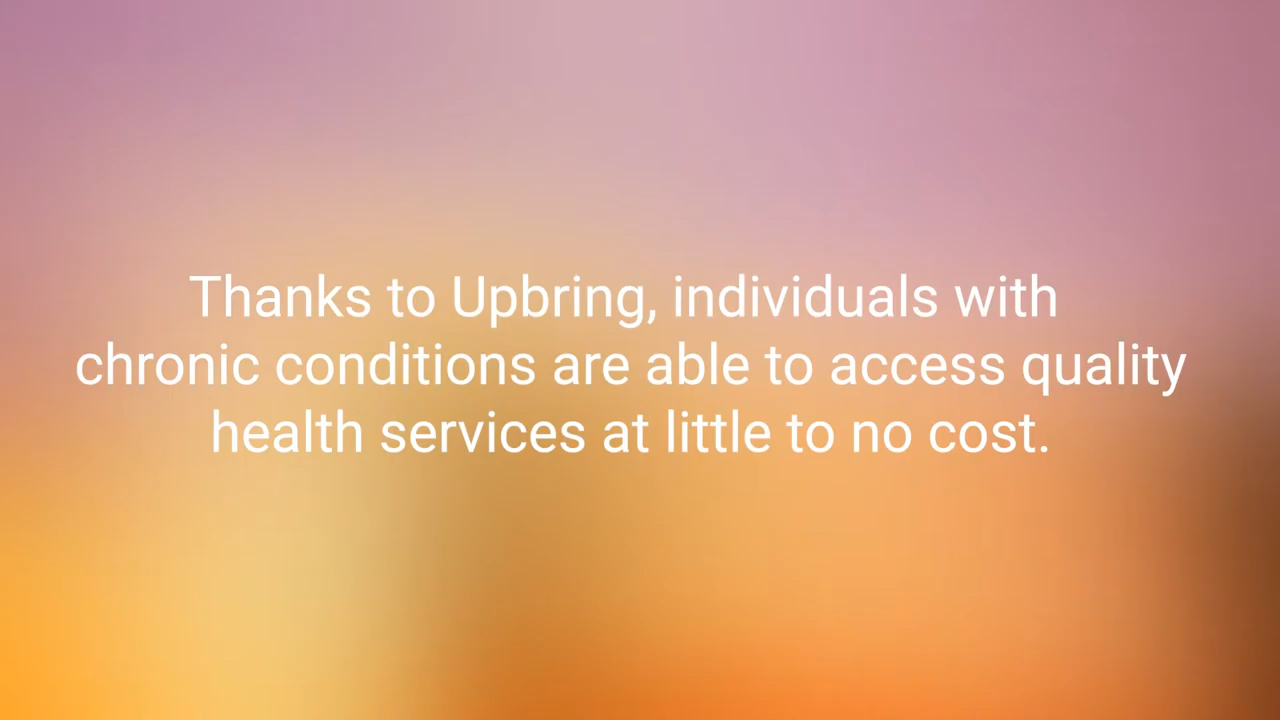 Thanks to Upbring, individuals with
chronic conditions are able to access quality
health services at little to no cost.